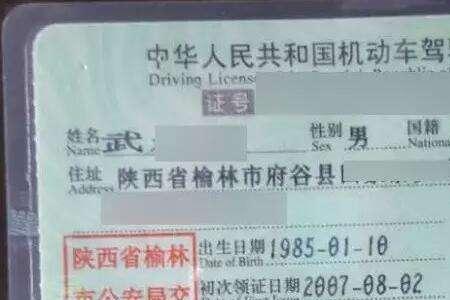 中华人民共和国机动车驾
Driving License
证号
姓名 武 性别 男 国籍
Name Sex National
住址 陕西省榆林市府谷县
Address
陕西省榆林
出生日期 1985-01-10
Date of Birth
市公安局交
初次领证日期 2007-08-02